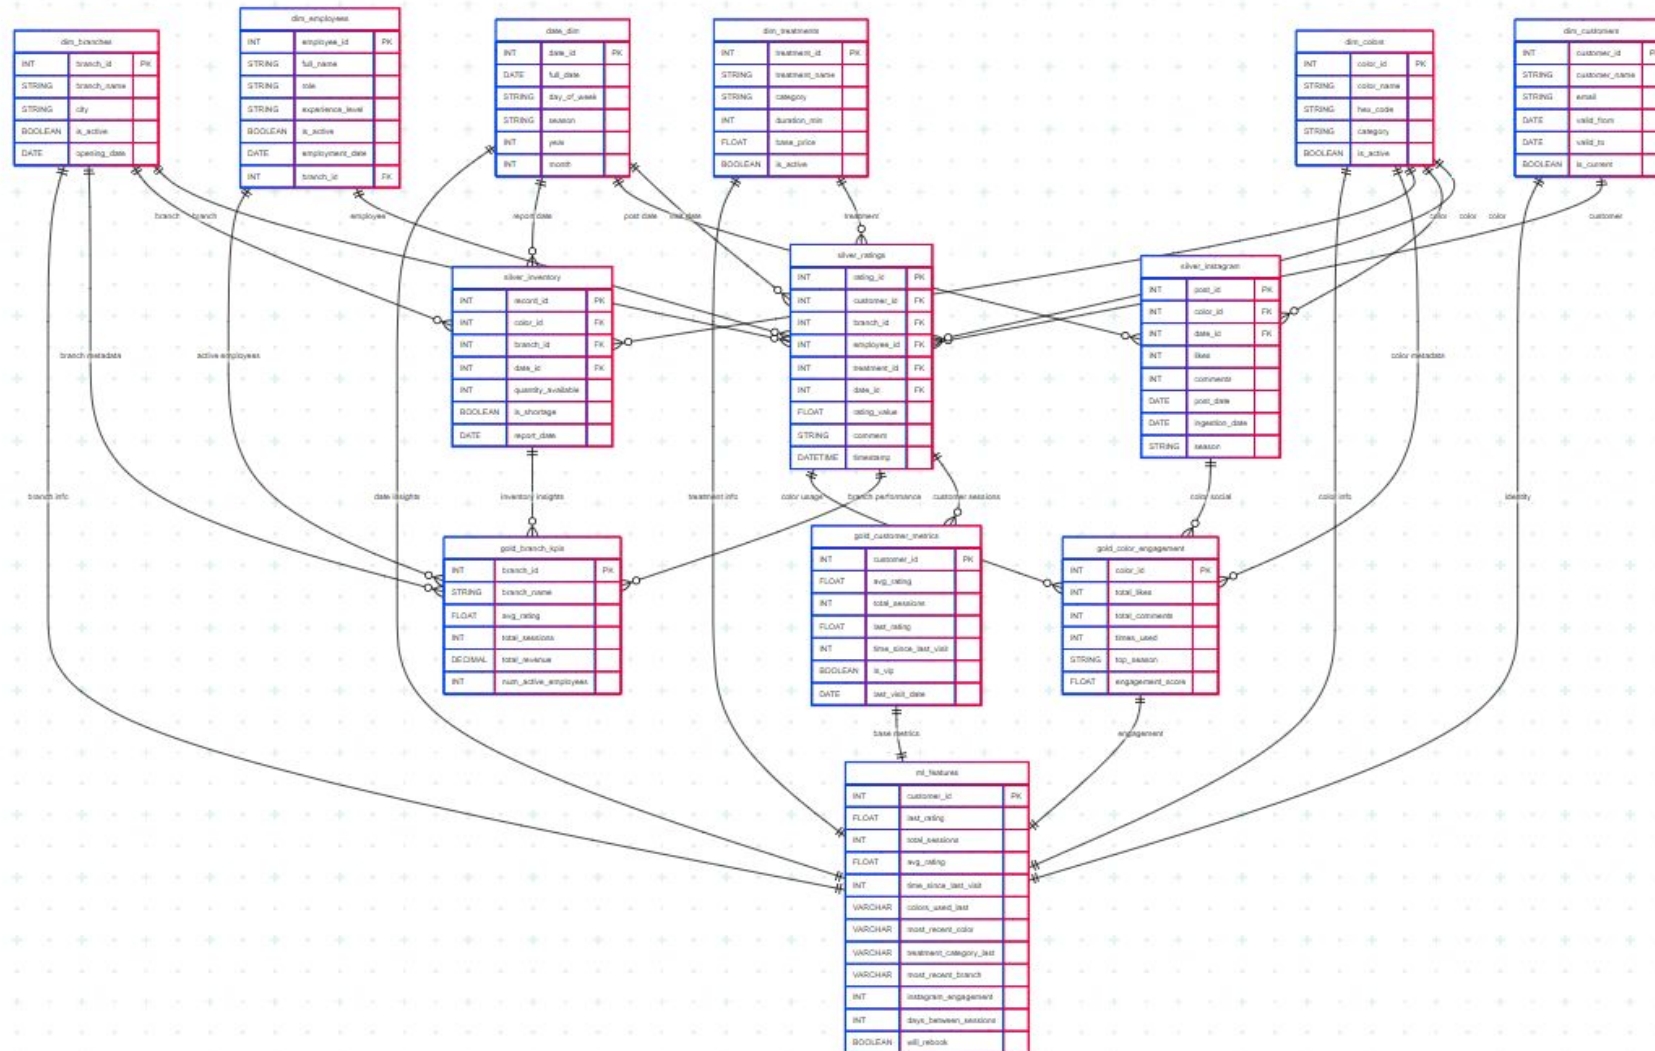 dim_branches
INT branch_id PK
STRING branch_name
STRING city
BOOLEAN is_active
DATE opening_date
dim_employees
INT employee_id PK
STRING full_name
STRING role
STRING experience_level
BOOLEAN is_active
DATE employment_date
INT branch_id FK
date_dim
INT date_id PK
DATE full_date
STRING day_of_week
STRING season
INT year
INT month
dim_treatments
INT treatment_id PK
STRING treatment_name
STRING category
INT duration_min
FLOAT base_price
BOOLEAN is_active
dim_colors
INT color_id PK
STRING color_name
STRING hex_code
STRING category
BOOLEAN is_active
dim_customers
INT customer_id
STRING customer_name
STRING email
DATE valid_from
DATE valid_to
BOOLEAN is_current
branch
branch
employee
report date
post date
visit date
treatment
color
color
color
customer
silver_inventory
INT record_id PK
INT color_id FK
INT branch_id FK
INT date_id FK
INT quantity_available
BOOLEAN is_shortage
DATE report_date
silver_ratings
INT rating_id PK
INT customer_id FK
INT branch_id FK
INT employee_id FK
INT treatment_id FK
INT date_id FK
FLOAT rating_value
STRING comment
DATETIME timestamp
silver_instagram
INT post_id PK
INT color_id FK
INT date_id FK
INT likes
INT comments
DATE post_date
DATE ingestion_date
STRING season
branch metadata
active employees
color metadata
branch info
date insights
inventory insights
treatment info
color usage
branch performance
customer sessions
color social
color info
identity
gold_branch_kpis
INT branch_id PK
STRING branch_name
FLOAT avg_rating
INT total_sessions
DECIMAL total_revenue
INT num_active_employees
gold_customer_metrics
INT customer_id PK
FLOAT avg_rating
INT total_sessions
FLOAT last_rating
INT time_since_last_visit
BOOLEAN is_vip
DATE last_visit_date
gold_color_engagement
INT color_id PK
INT total_likes
INT total_comments
INT times_used
STRING top_season
FLOAT engagement_score
base metrics
engagement
ml_features
INT customer_id PK
FLOAT last_rating
INT total_sessions
FLOAT avg_rating
INT time_since_last_visit
VARCHAR colors_used_last
VARCHAR most_recent_color
VARCHAR treatment_category_last
VARCHAR most_recent_branch
INT instagram_engagement
INT days_between_sessions
BOOLEAN will_rebook